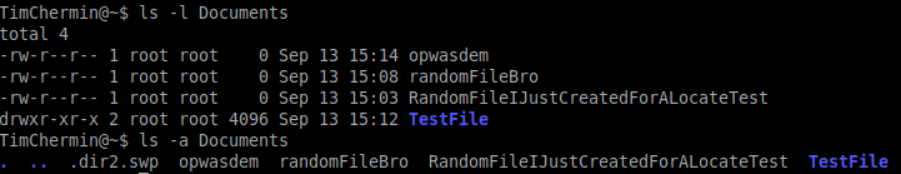 TimChermin@~$ ls -l Documents
total 4
-rw-r--r-- 1 root root    0 Sep 13 15:14 opwasdem
-rw-r--r-- 1 root root    0 Sep 13 15:08 randomFileBro
-rw-r--r-- 1 root root    0 Sep 13 15:03 RandomFileIJustCreatedForALocateTest
drwxr-xr-x 2 root root 4096 Sep 13 15:12 TestFile
TimChermin@~$ ls -a Documents
.  ..  .dir2.swp  opwasdem  randomFileBro  RandomFileIJustCreatedForALocateTest  TestFile